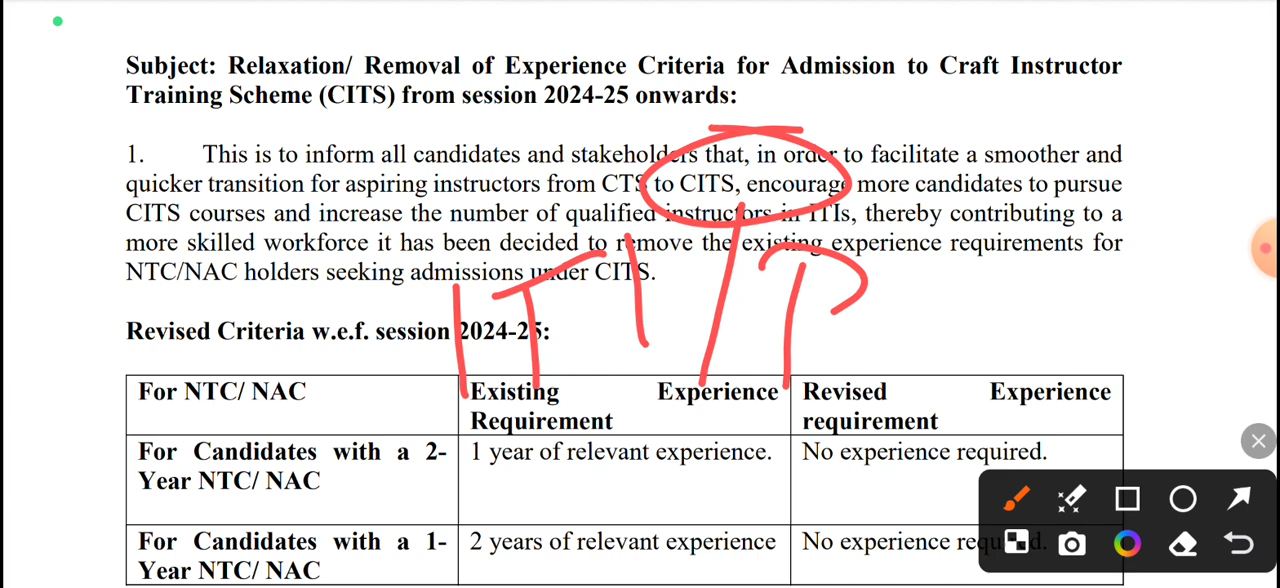 Subject: Relaxation/ Removal of Experience Criteria for Admission to Craft Instructor
Training Scheme (CITS) from session 2024-25 onwards:
1. This is to inform all candidates and stakeholders that, in order to facilitate a smoother and
quicker transition for aspiring instructors from CTS to CITS, encourage more candidates to pursue
CITS courses and increase the number of qualified instructors in ITIs, thereby contributing to a
more skilled workforce it has been decided to remove the existing experience requirements for
NTC/NAC holders seeking admissions under CITS.
ITI/P
Revised Criteria w.e.f. session 2024-25:
For NTC/ NAC Existing Experience Revised Experience
Requirement requirement
For Candidates with a 2- 1 year of relevant experience. No experience required.
Year NTC/ NAC
For Candidates with a 1- 2 years of relevant experience No experience required.
Year NTC/ NAC